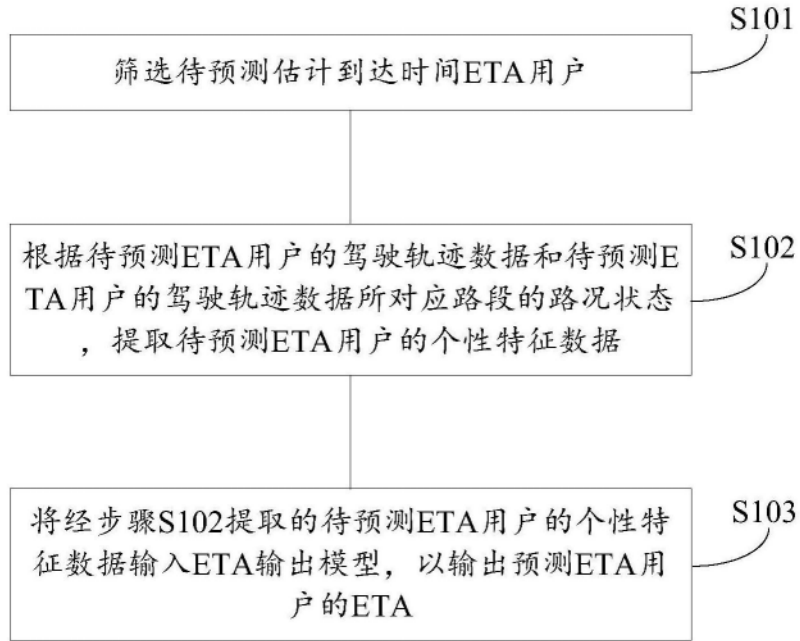 S101
筛选待预测估计到达时间ETA用户
S102
根据待预测ETA用户的驾驶轨迹数据和待预测E
TA用户的驾驶轨迹数据所对应路段的路况状态
，提取待预测ETA用户的个性特征数据
S103
将经步骤S102提取的待预测ETA用户的个性特
征数据输入ETA输出模型，以输出预测ETA用
户的ETA